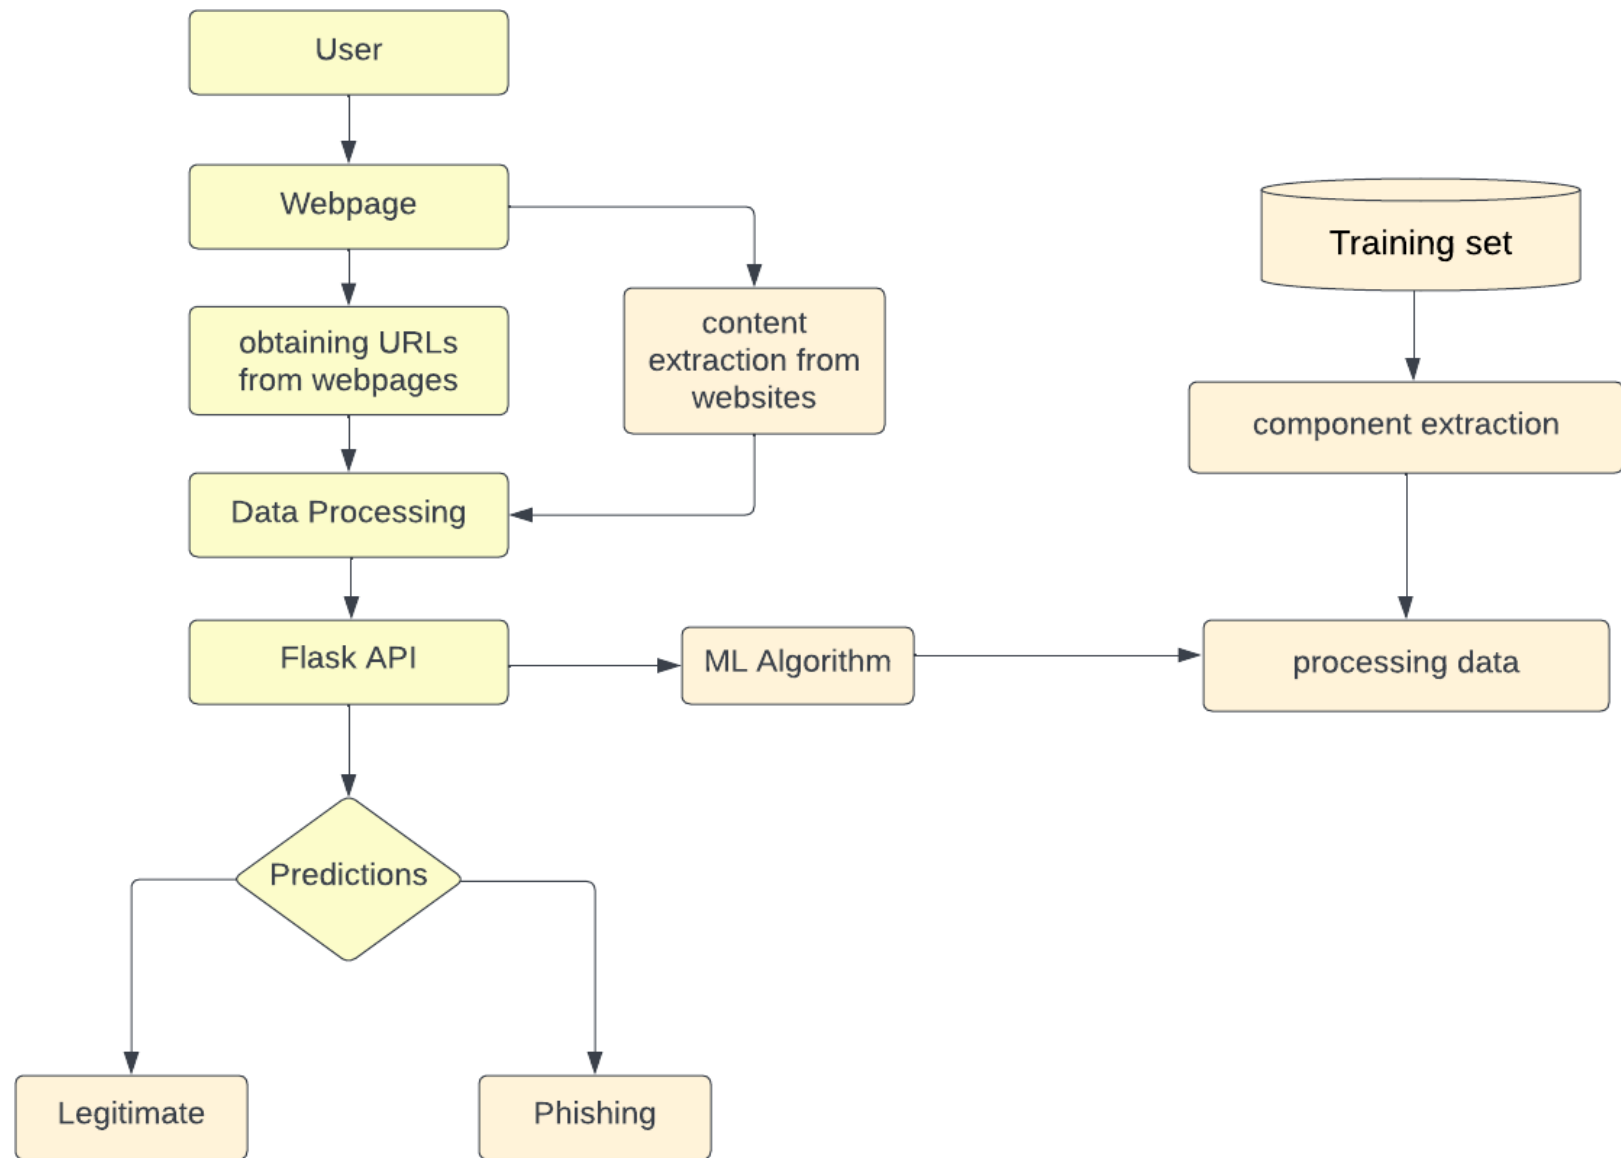 User
Webpage
Training set
obtaining URLs
from webpages
content
extraction from
websites
component extraction
Data Processing
Flask API
ML Algorithm
processing data
Predictions
Legitimate
Phishing